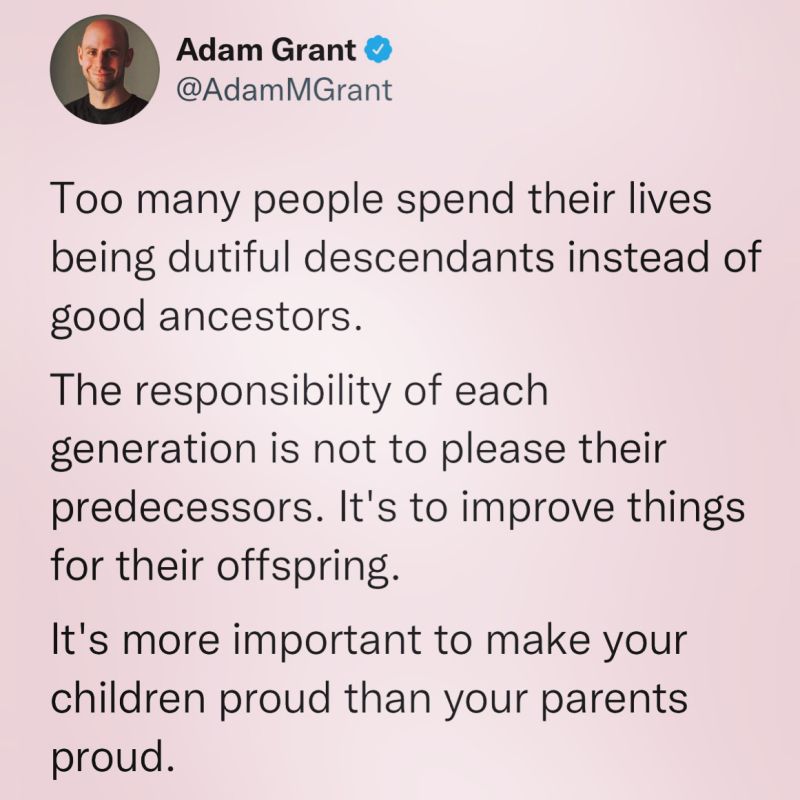 Adam Grant
@AdamMGrant
Too many people spend their lives
being dutiful descendants instead of
good ancestors.
The responsibility of each
generation is not to please their
predecessors. It's to improve things
for their offspring.
It's more important to make your
children proud than your parents
proud.